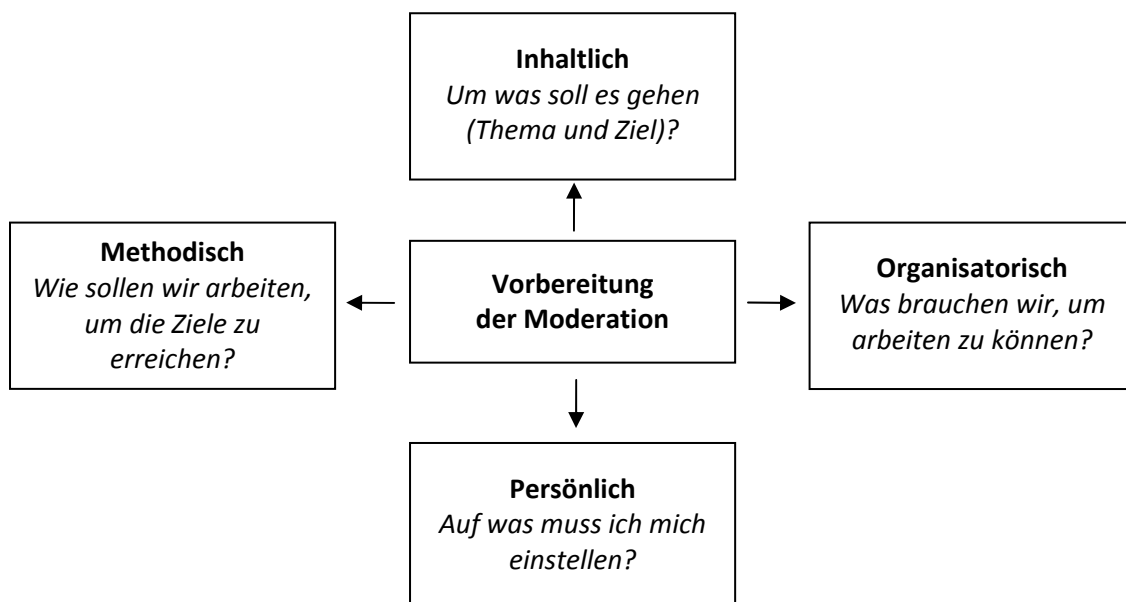 Inhaltlich
Um was soll es gehen
(Thema und Ziel)?
Methodisch
Wie sollen wir arbeiten,
um die Ziele zu
erreichen?
Vorbereitung
der Moderation
Organisatorisch
Was brauchen wir, um
arbeiten zu können?
Persönlich
Auf was muss ich mich
einstellen?